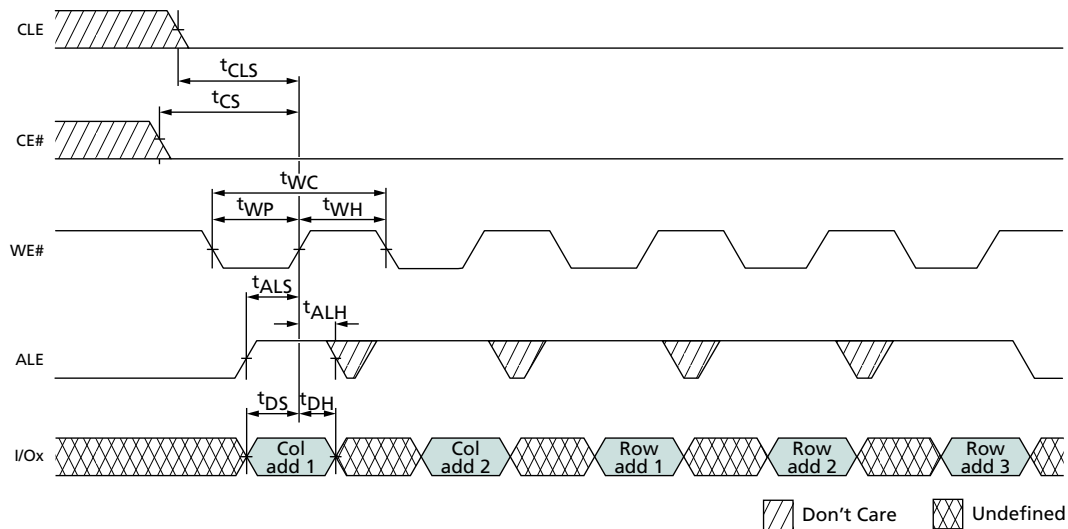 CLE
tCLS
tCS
CE#
tWC
tWP
tWH
WE#
tALS
tALH
ALE
tDS
tDH
I/Ox
Col add 1
Col add 2
Row add 1
Row add 2
Row add 3
Don't Care
Undefined